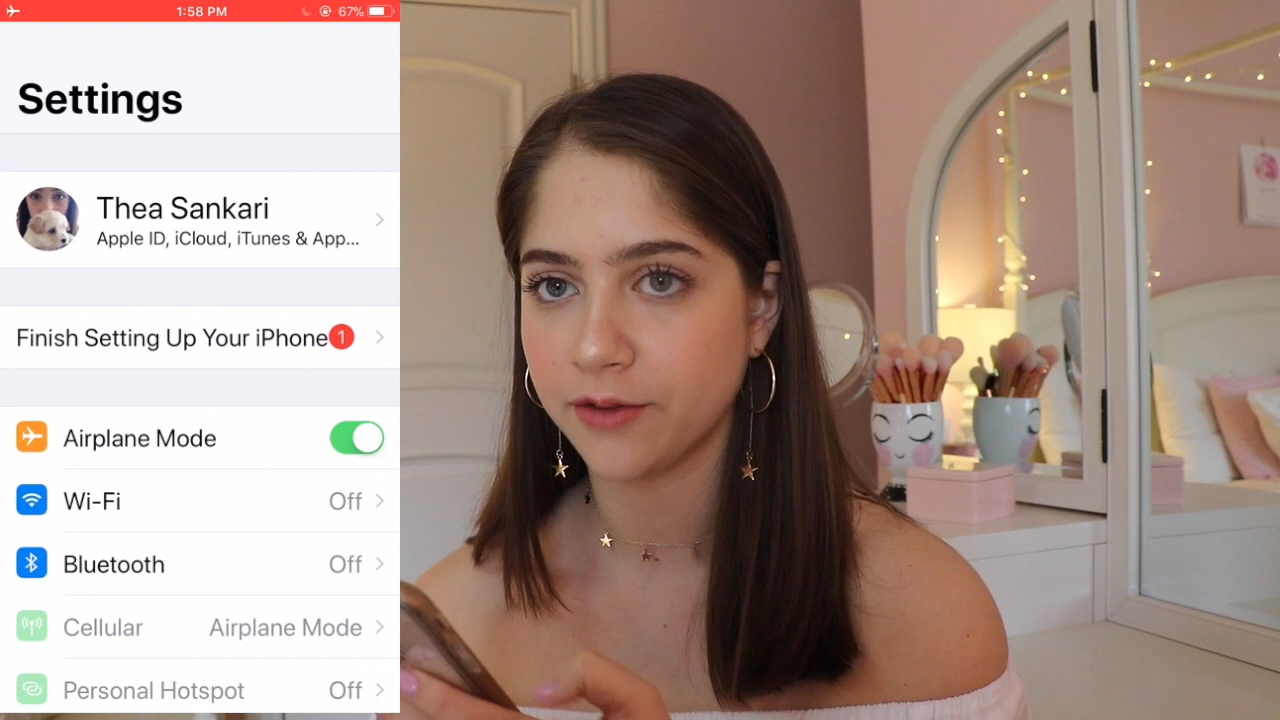 1:58 PM 67%
Settings
Thea Sankari
Apple ID, iCloud, iTunes & App...
Finish Setting Up Your iPhone 1
Airplane Mode
Wi-Fi Off
Bluetooth Off
Cellular Airplane Mode
Personal Hotspot Off